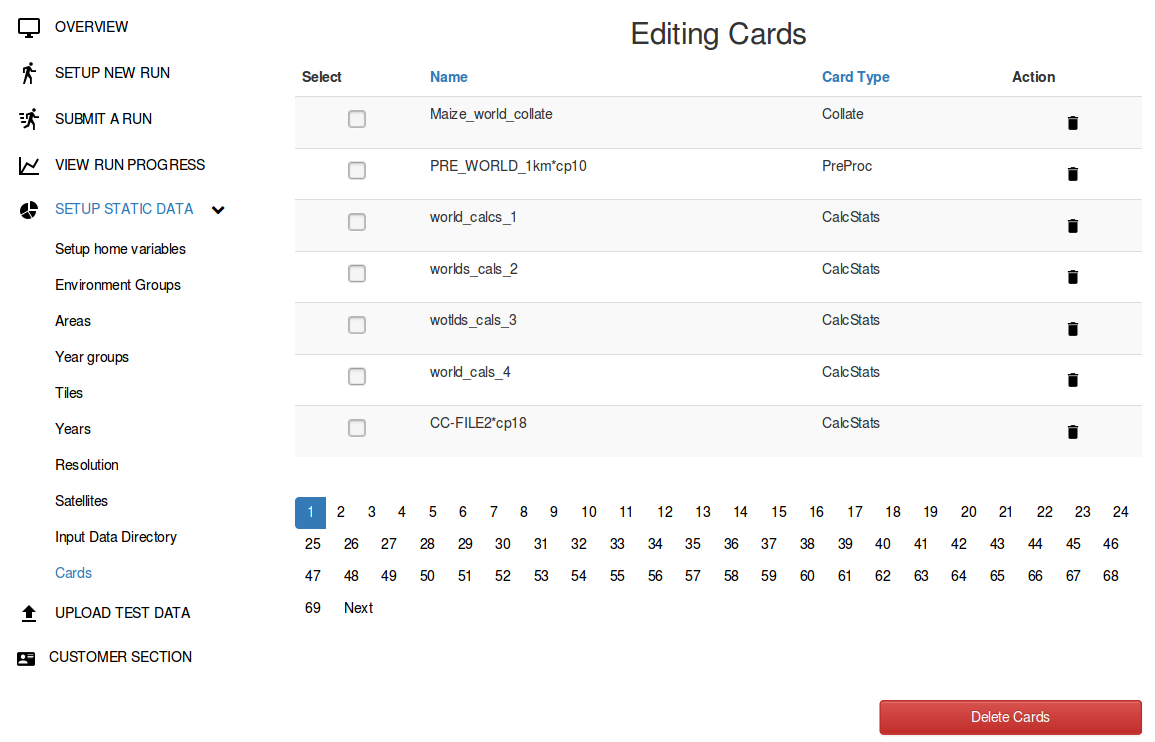 OVERVIEW
SETUP NEW RUN
SUBMIT A RUN
VIEW RUN PROGRESS
SETUP STATIC DATA
Setup home variables
Environment Groups
Areas
Year groups
Tiles
Years
Resolution
Satellites
Input Data Directory
Cards
UPLOAD TEST DATA
CUSTOMER SECTION
Editing Cards
Select Name Card Type Action
Maize_world_collate Collate
PRE_WORLD_1km*cp10 PreProc
world_calcs_1 CalcStats
worlds_cals_2 CalcStats
wotlds_cals_3 CalcStats
world_cals_4 CalcStats
CC-FILE2*cp18 CalcStats
1 2 3 4 5 6 7 8 9 10 11 12 13 14 15 16 17 18 19 20 21 22 23 24
25 26 27 28 29 30 31 32 33 34 35 36 37 38 39 40 41 42 43 44 45 46
47 48 49 50 51 52 53 54 55 56 57 58 59 60 61 62 63 64 65 66 67 68
69 Next
Delete Cards